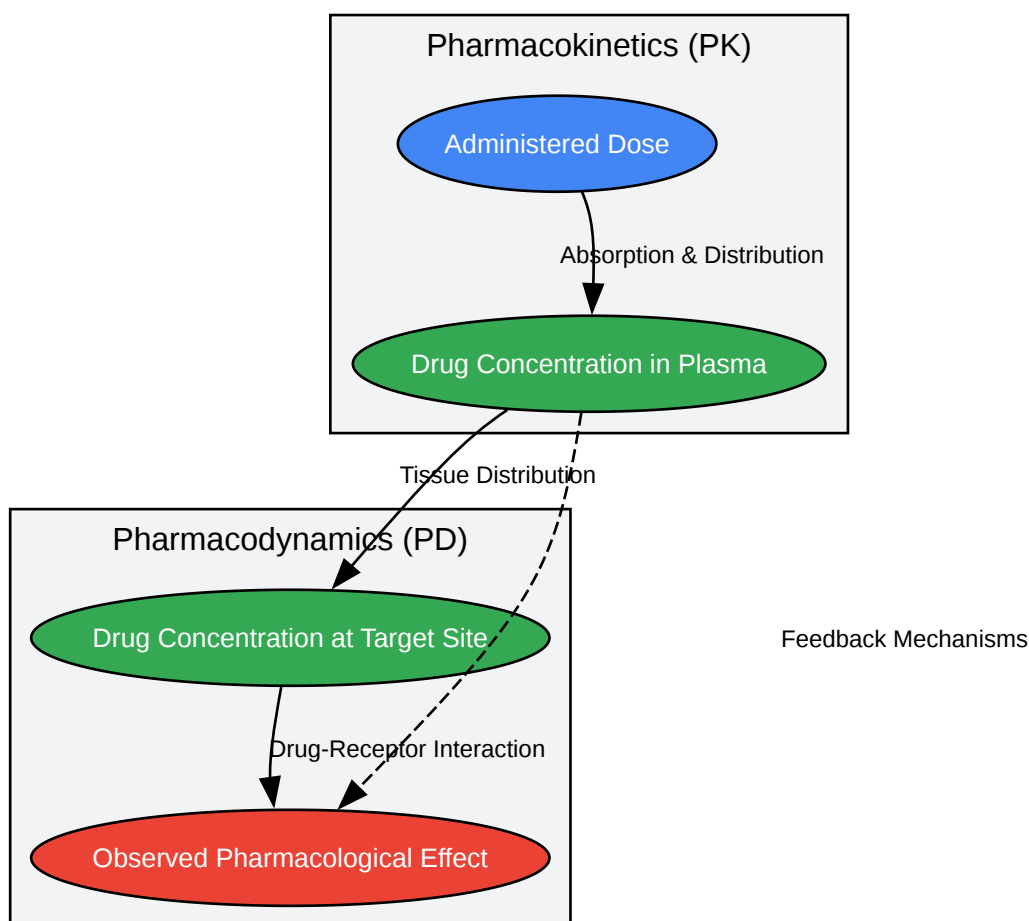 Pharmacokinetics (PK)
Administered Dose
Absorption & Distribution
Drug Concentration in Plasma
Tissue Distribution
Pharmacodynamics (PD)
Drug Concentration at Target Site
Feedback Mechanisms
Drug-Receptor Interaction
Observed Pharmacological Effect